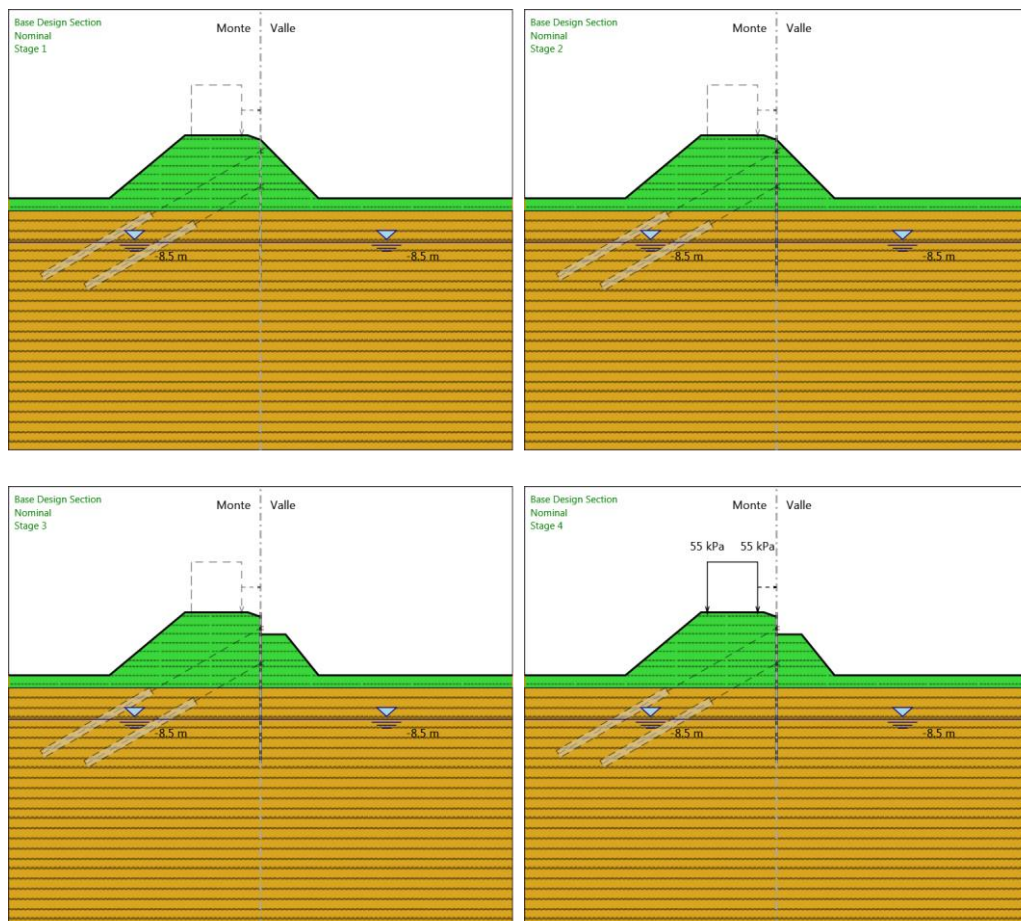 Base Design Section
Nominal
Stage 1
Monte Valle
-8.5 m -8.5 m
Base Design Section
Nominal
Stage 2
Monte Valle
-8.5 m -8.5 m
Base Design Section
Nominal
Stage 3
Monte Valle
-8.5 m -8.5 m
Base Design Section
Nominal
Stage 4
Monte Valle
55 kPa 55 kPa
-8.5 m -8.5 m